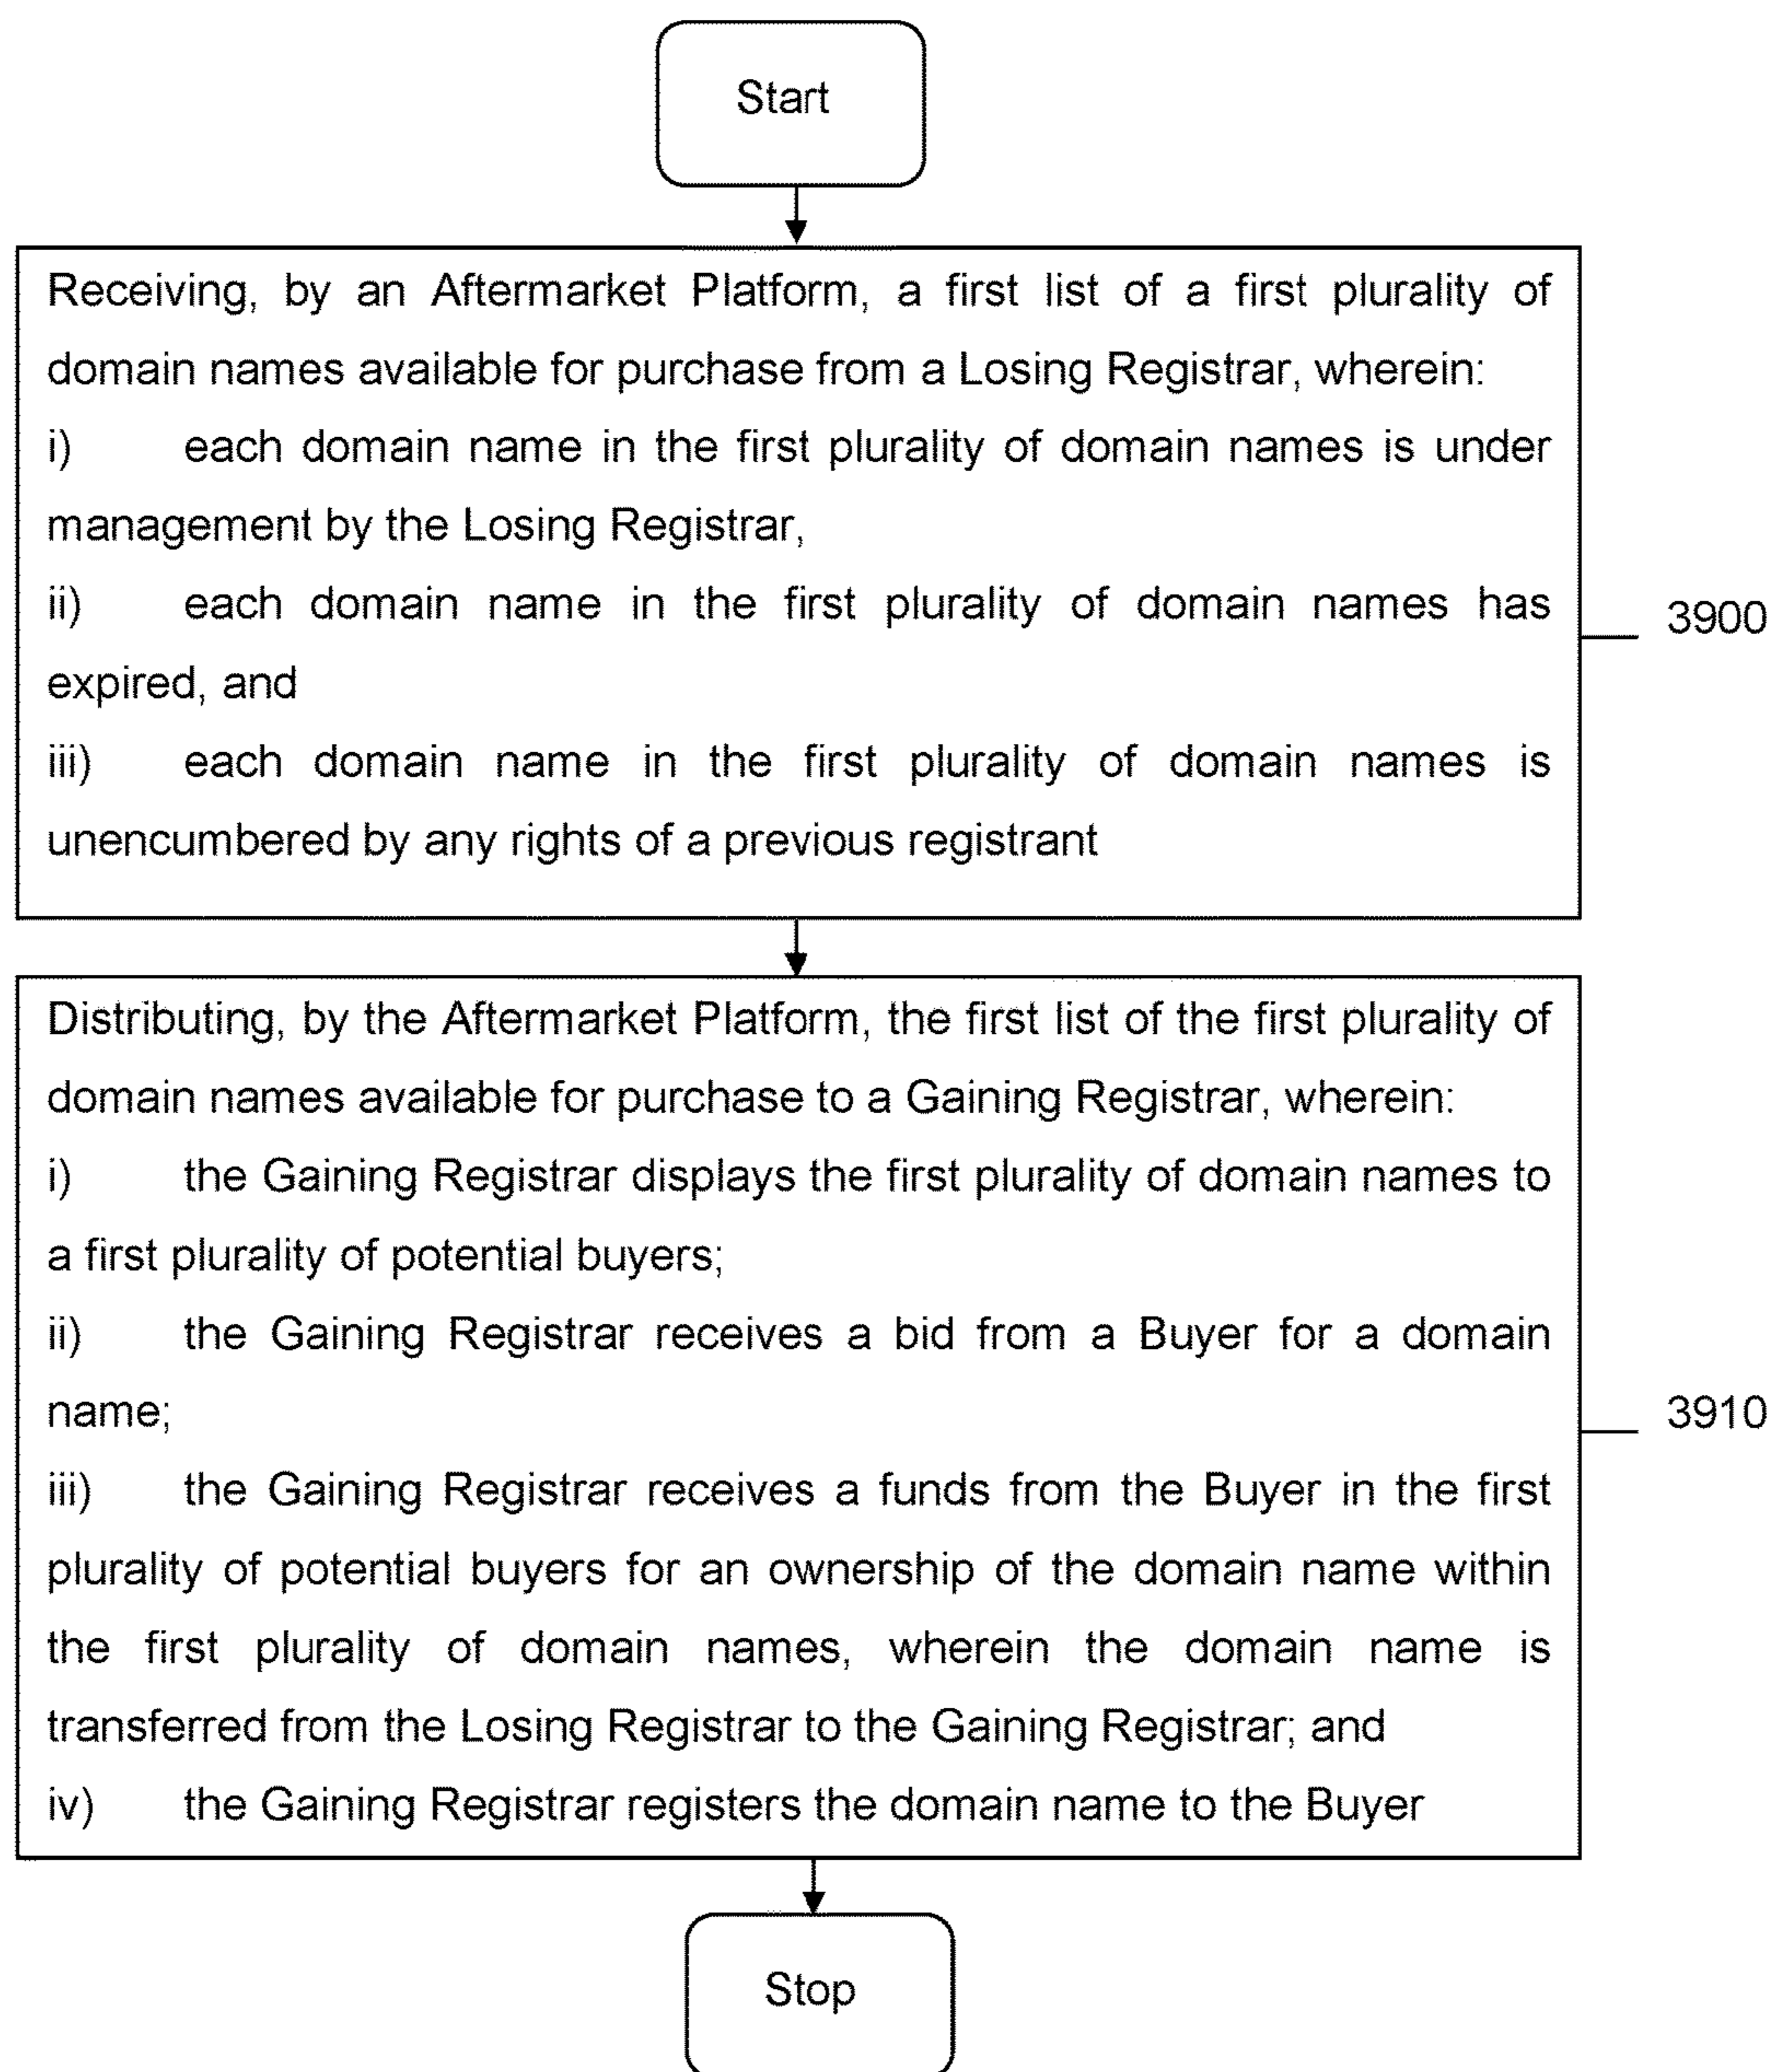 Start
Receiving, by an Aftermarket Platform, a first list of a first plurality of
domain names available for purchase from a Losing Registrar, wherein:
i) each domain name in the first plurality of domain names is under
management by the Losing Registrar,
ii) each domain name in the first plurality of domain names has
expired, and
iii) each domain name in the first plurality of domain names is
unencumbered by any rights of a previous registrant
3900
Distributing, by the Aftermarket Platform, the first list of the first plurality of
domain names available for purchase to a Gaining Registrar, wherein:
i) the Gaining Registrar displays the first plurality of domain names to
a first plurality of potential buyers;
ii) the Gaining Registrar receives a bid from a Buyer for a domain
name;
iii) the Gaining Registrar receives a funds from the Buyer in the first
plurality of potential buyers for an ownership of the domain name within
the first plurality of domain names, wherein the domain name is
transferred from the Losing Registrar to the Gaining Registrar; and
iv) the Gaining Registrar registers the domain name to the Buyer
3910
Stop